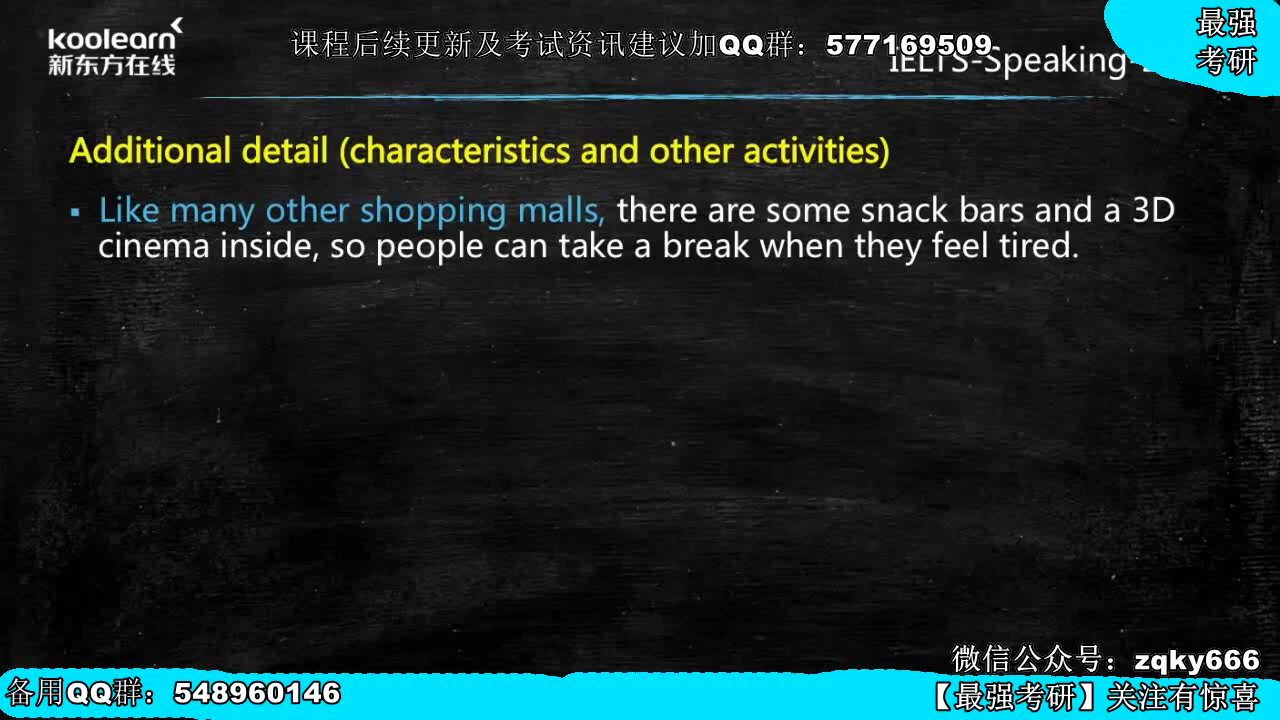 koolearn
新东方在线
课程后续更新及考试资讯建议加QQ群：577169509
IELTS-Speaking-
最强
考研
Additional detail (characteristics and other activities)
▪ Like many other shopping malls, there are some snack bars and a 3D
cinema inside, so people can take a break when they feel tired.
微信公众号：zqky666
备用QQ群：548960146
【最强考研】关注有惊喜